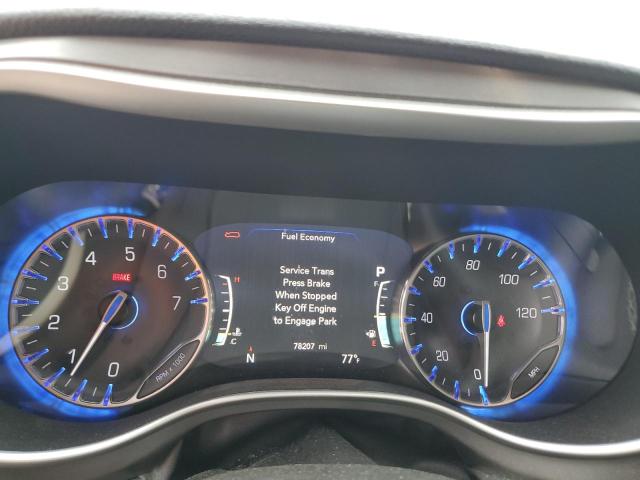 Fuel Economy
Service Trans
Press Brake
When Stopped
Key Off Engine
to Engage Park
P
H
C
F
E
N
78207 mi
77°F
BRAKE
0 1 2 3 4 5 6 7
RPM x 1000
0 20 40 60 80 100 120
MPH